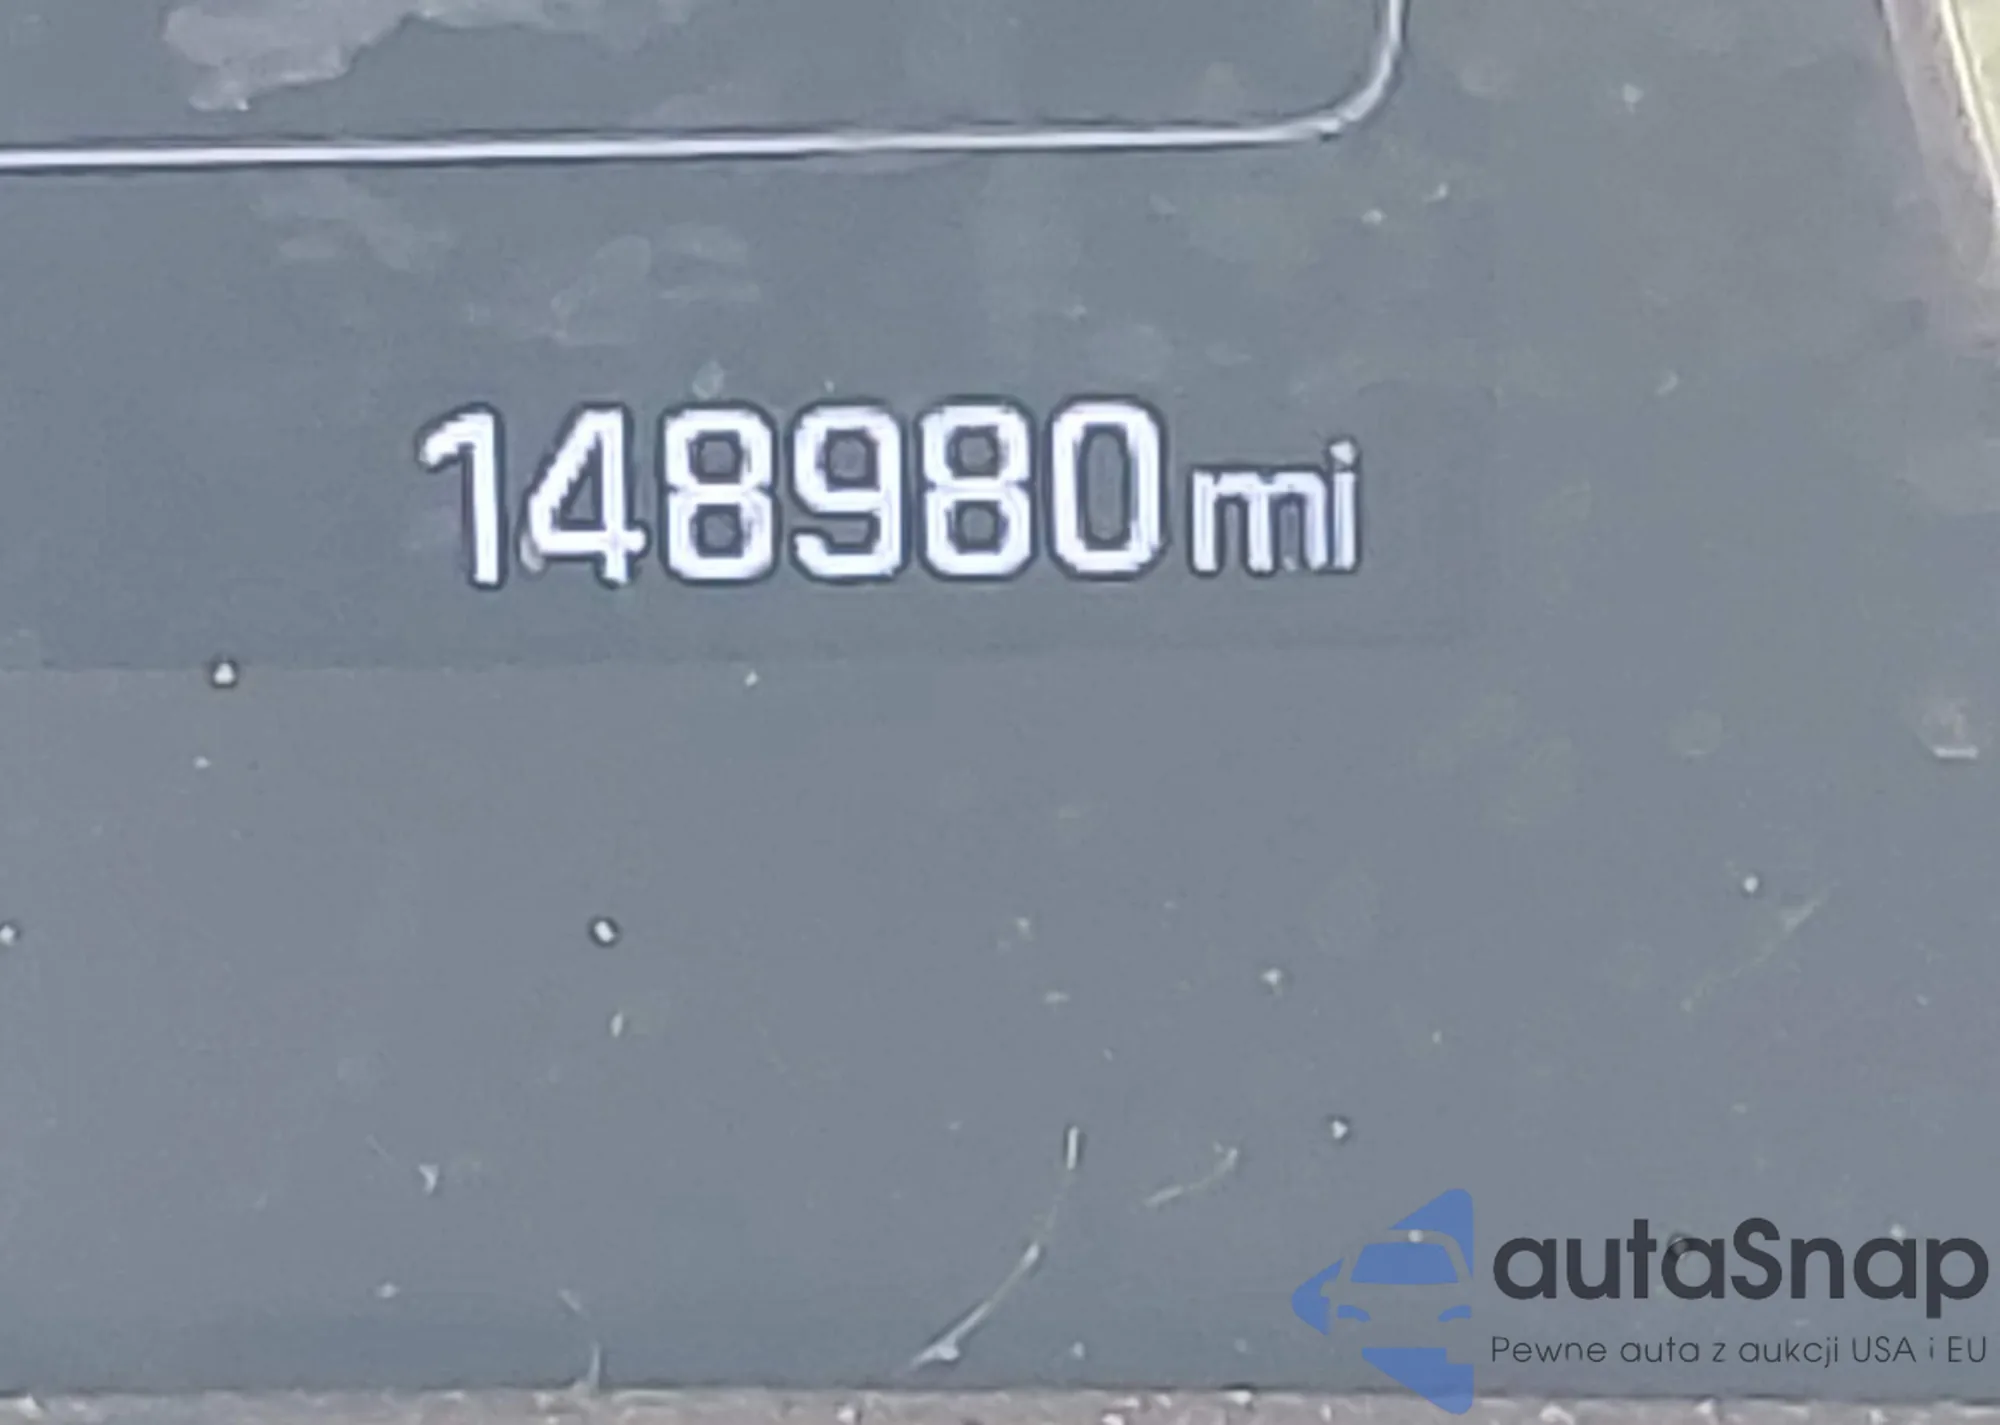 148980mi
autaSnap
Pewne auta z aukcji USA i EU